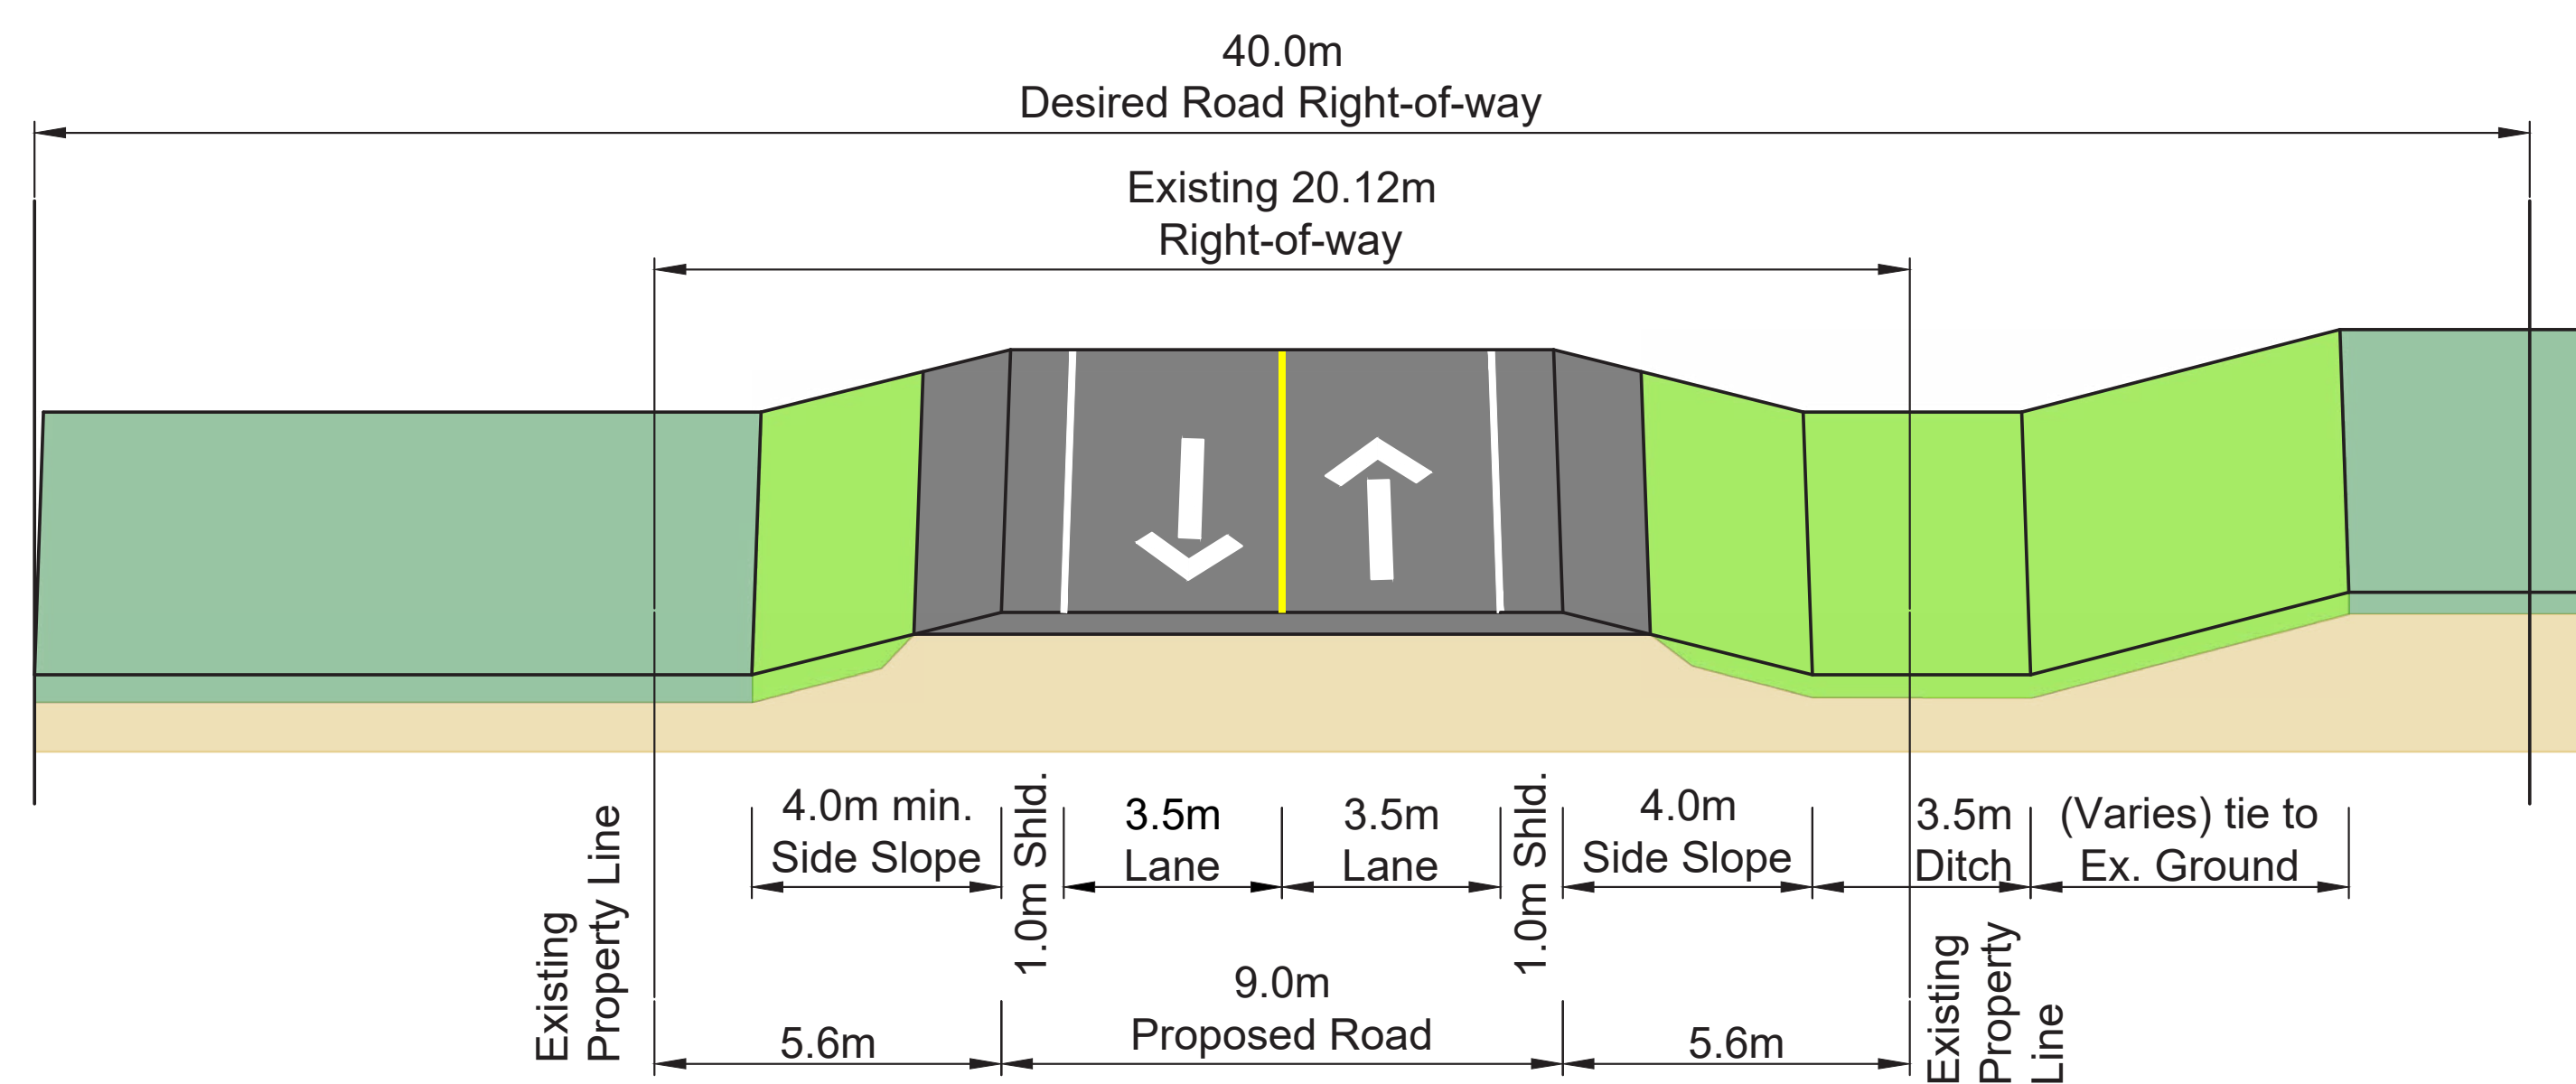 40.0m
Desired Road Right-of-way
Existing 20.12m
Right-of-way
4.0m min.
Side Slope
1.0m Shld.
3.5m
Lane
3.5m
Lane
1.0m Shld.
4.0m
Side Slope
3.5m
Ditch
(Varies) tie to
Ex. Ground
Existing
Property Line
5.6m
9.0m
Proposed Road
5.6m
Existing
Property
Line